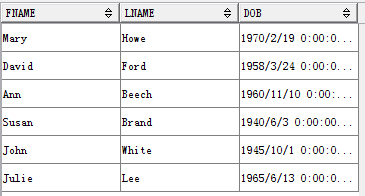 FNAME LNAME DOB
Mary Howe 1970/2/19 0:00:0...
David Ford 1958/3/24 0:00:0...
Ann Beech 1960/11/10 0:00:...
Susan Brand 1940/6/3 0:00:00...
John White 1945/10/1 0:00:0...
Julie Lee 1965/6/13 0:00:0...